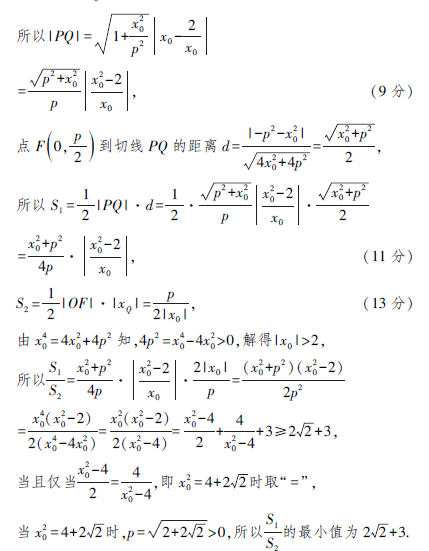 所以|PQ|=√(1+x₀²/p²) |x₀-2/x₀|
=√(p²+x₀²)/p |(x₀²-2)/x₀|, (9 分)
点 F(0,p/2)到切线 PQ 的距离 d=|-p²-x₀²|/√(4x₀²+4p²)=√(x₀²+p²)/2,
所以 S₁=1/2|PQ|·d=1/2·√(p²+x₀²)/p |(x₀²-2)/x₀|·√(x₀²+p²)/2
=(x₀²+p²)/4p·|(x₀²-2)/x₀|, (11 分)
S₂=1/2|OF|·|x_Q|=p/2|x₀|, (13 分)
由 x₀⁴=4x₀²+4p² 知,4p²=x₀⁴-4x₀²>0,解得|x₀|>2,
所以S₁/S₂=(x₀²+p²)/4p·|(x₀²-2)/x₀|·2|x₀|/p=(x₀²+p²)(x₀²-2)/2p²
=x₀⁴(x₀²-2)/2(x₀⁴-4x₀²)=x₀²(x₀²-2)/2(x₀²-4)=(x₀²-4)/2+4/(x₀²-4)+3≥2√2+3,
当且仅当(x₀²-4)/2=4/(x₀²-4),即 x₀²=4+2√2时取“=”,
当 x₀²=4+2√2时,p=√(2+2√2)>0,所以S₁/S₂的最小值为 2√2+3.